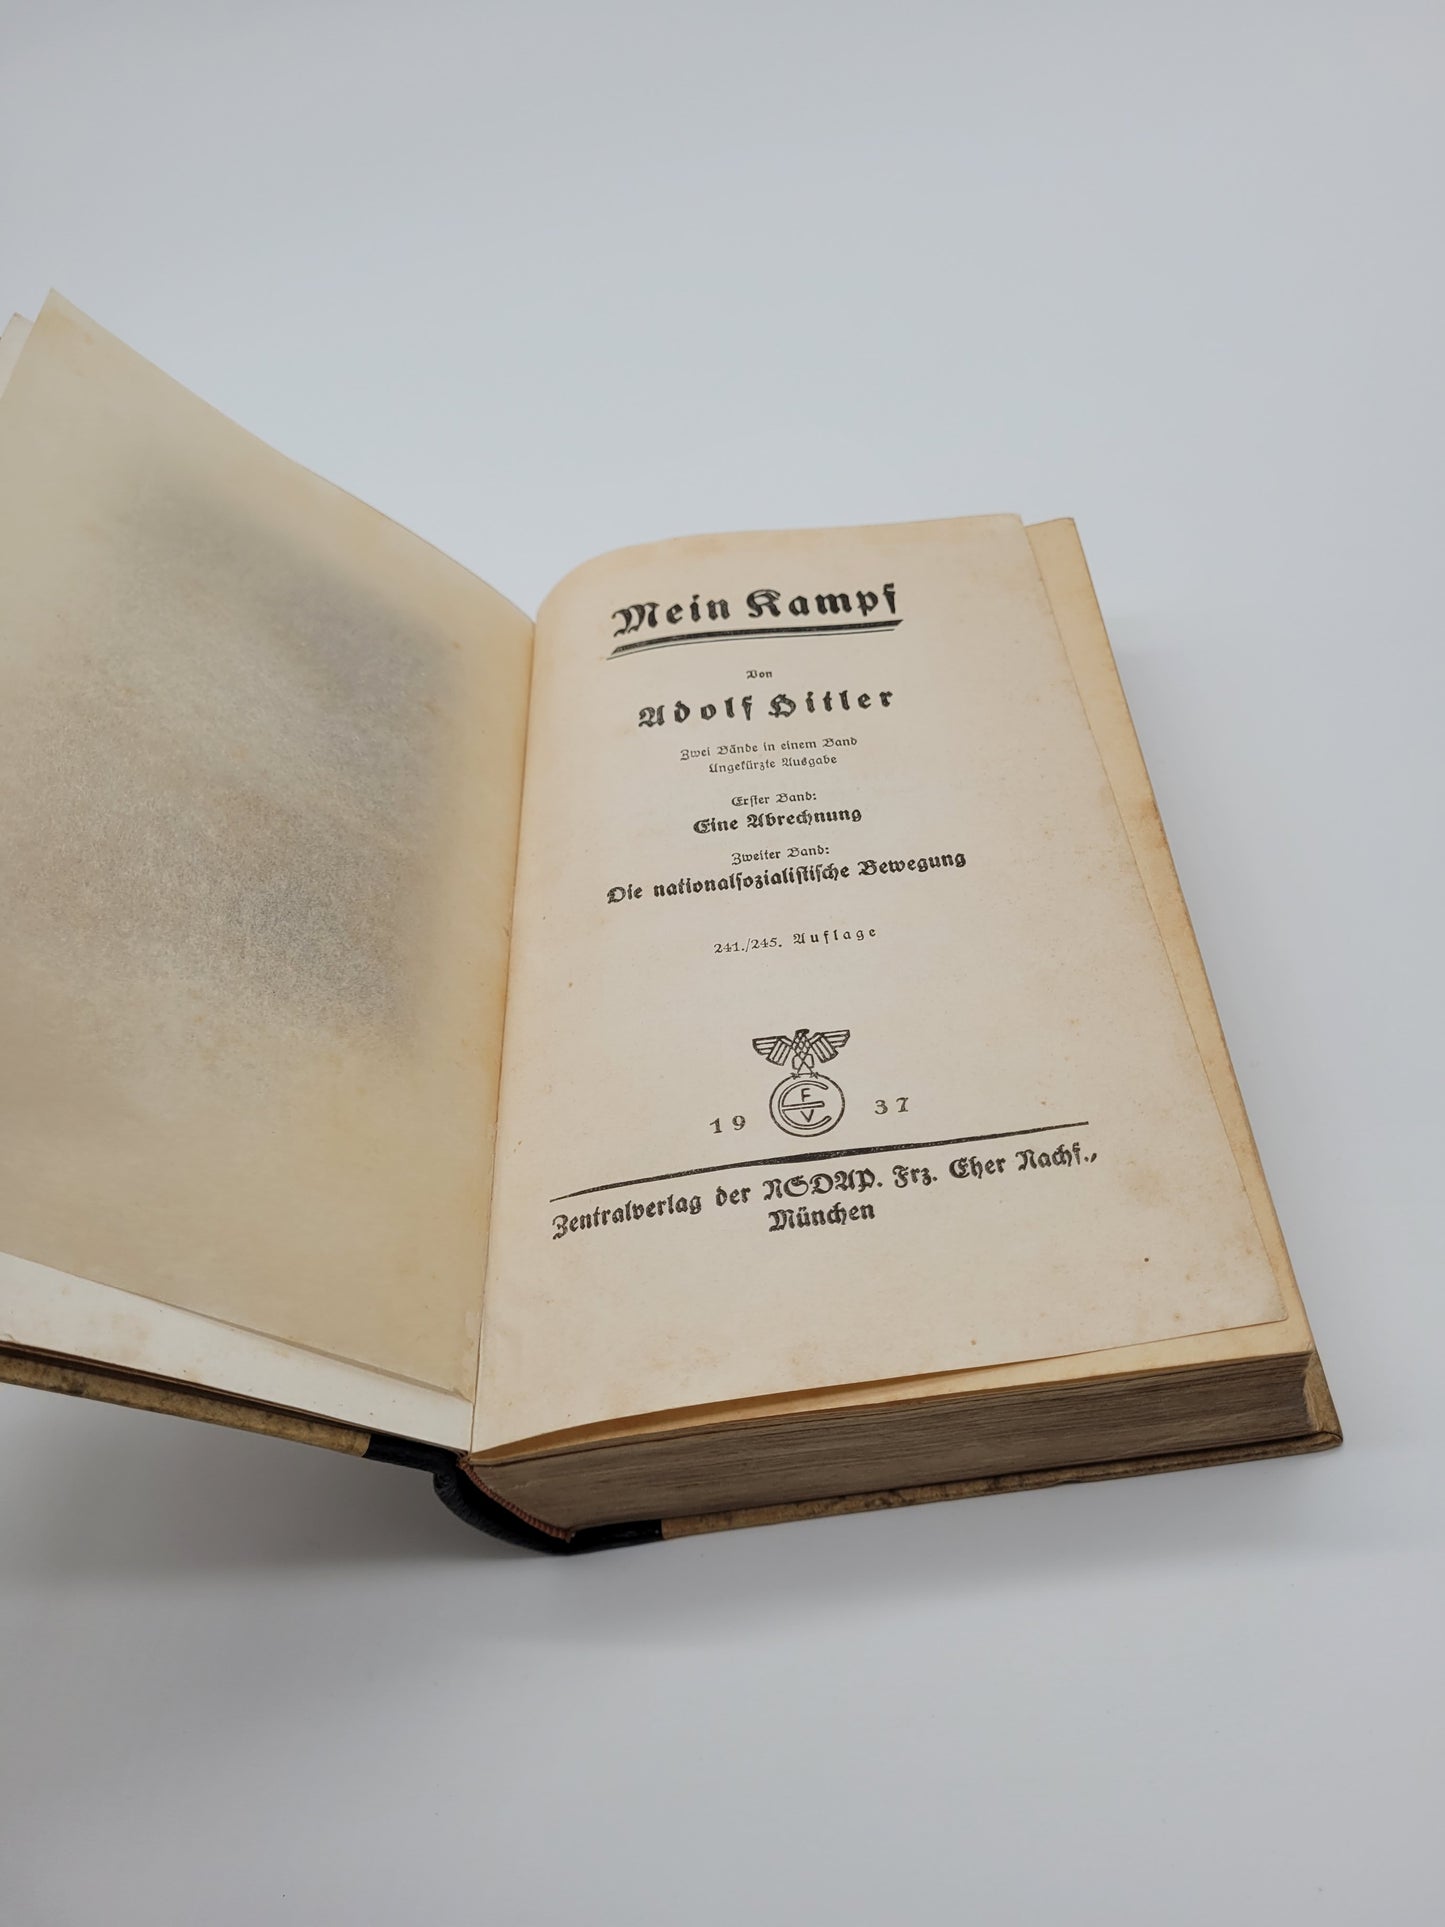 Mein Kampf
Von
Adolf Hitler
Zwei Bände in einem Band
Ungekürzte Ausgabe
Erster Band:
Eine Abrechnung
Zweiter Band:
Die nationalsozialistische Bewegung
241./245. Auflage
F
E
V
19 37
Zentralverlag der NSDAP. Frz. Eher Nachf.,
München